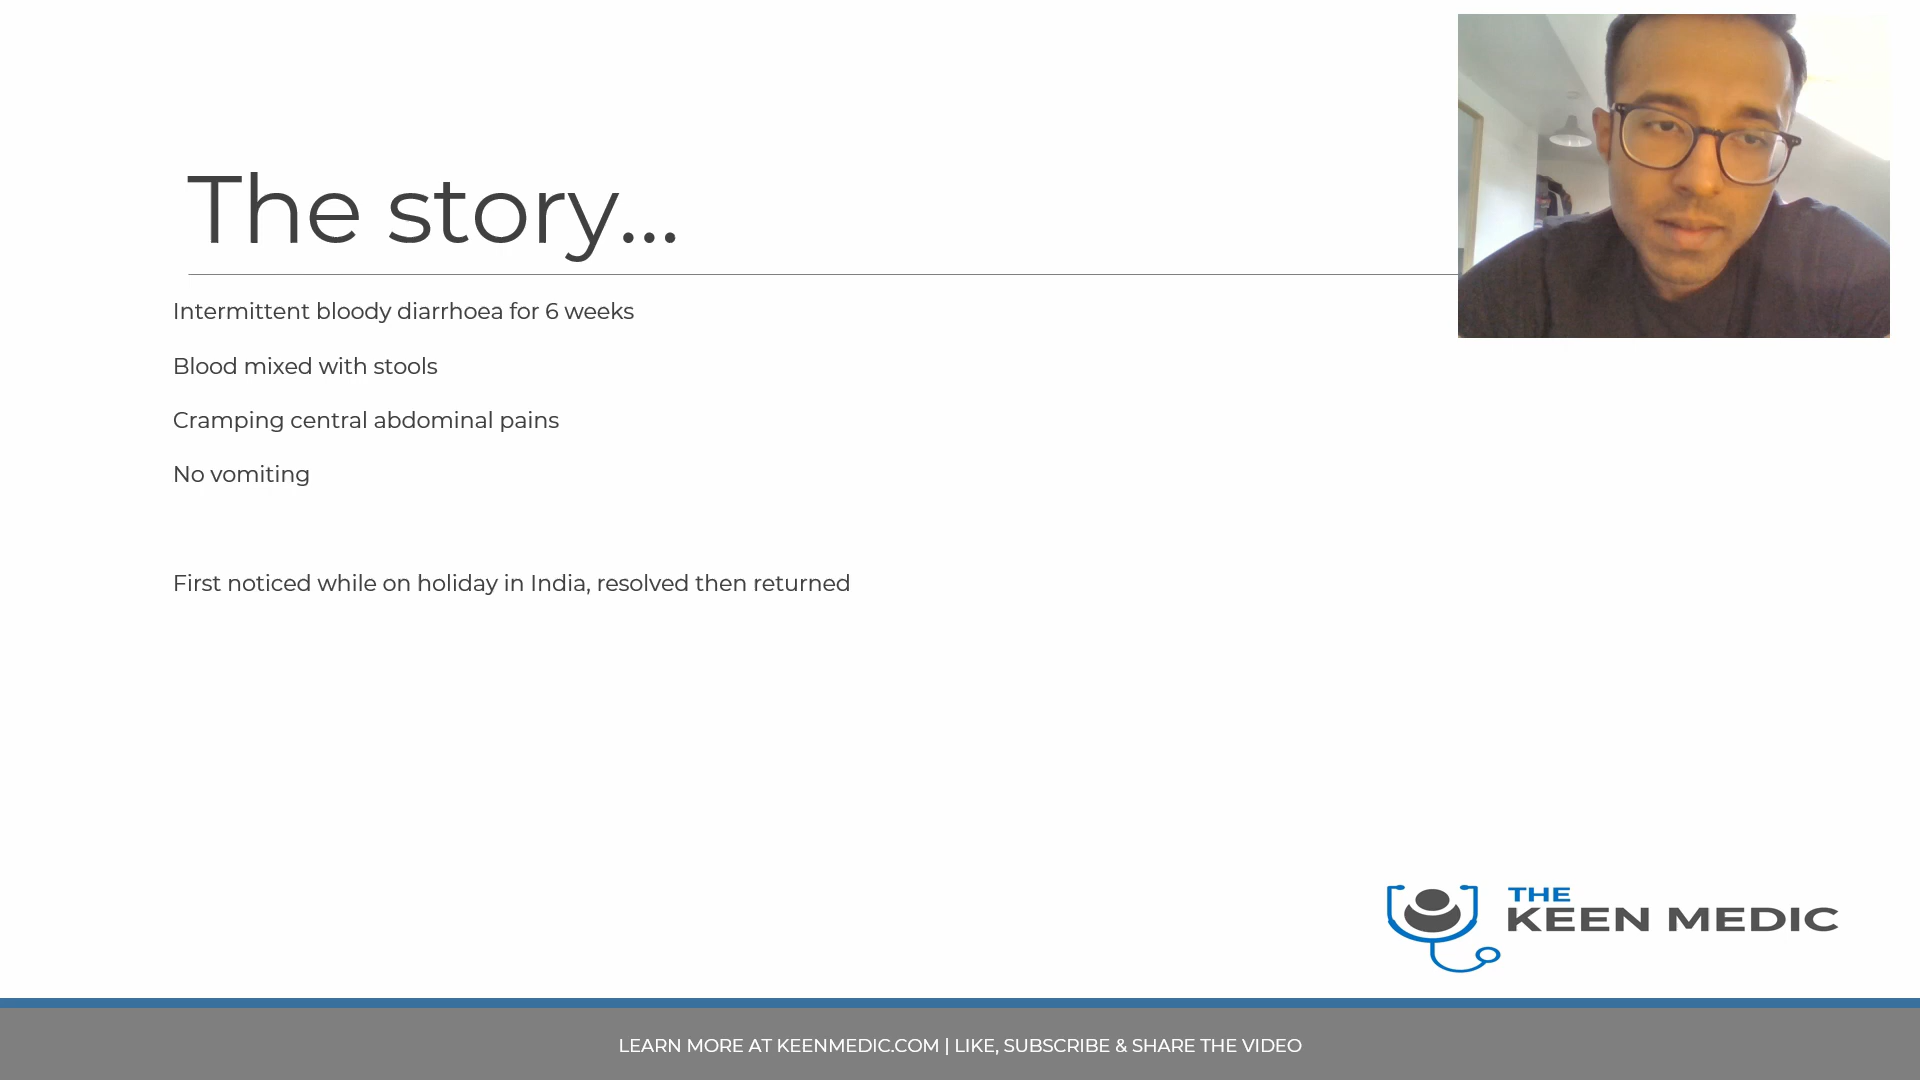 The story...
Intermittent bloody diarrhoea for 6 weeks
Blood mixed with stools
Cramping central abdominal pains
No vomiting
First noticed while on holiday in India, resolved then returned
THE
KEEN MEDIC
LEARN MORE AT KEENMEDIC.COM | LIKE, SUBSCRIBE & SHARE THE VIDEO